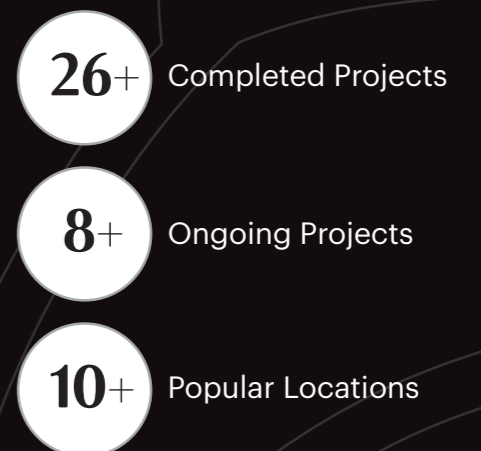 26+ Completed Projects
8+ Ongoing Projects
10+ Popular Locations